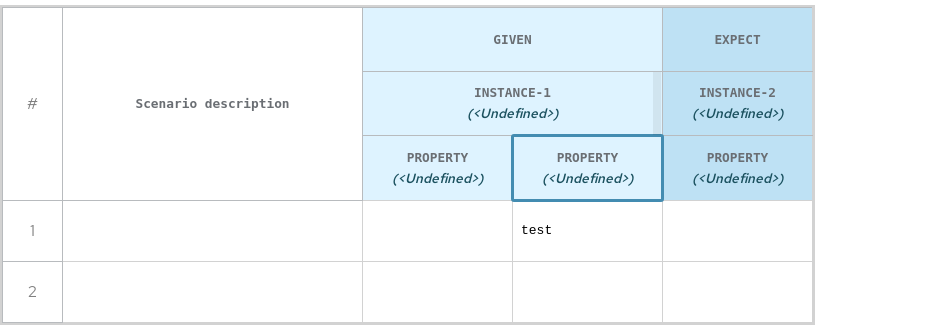 #
Scenario description
GIVEN
EXPECT
INSTANCE-1
(<Undefined>)
INSTANCE-2
(<Undefined>)
PROPERTY
(<Undefined>)
PROPERTY
(<Undefined>)
PROPERTY
(<Undefined>)
1
test
2